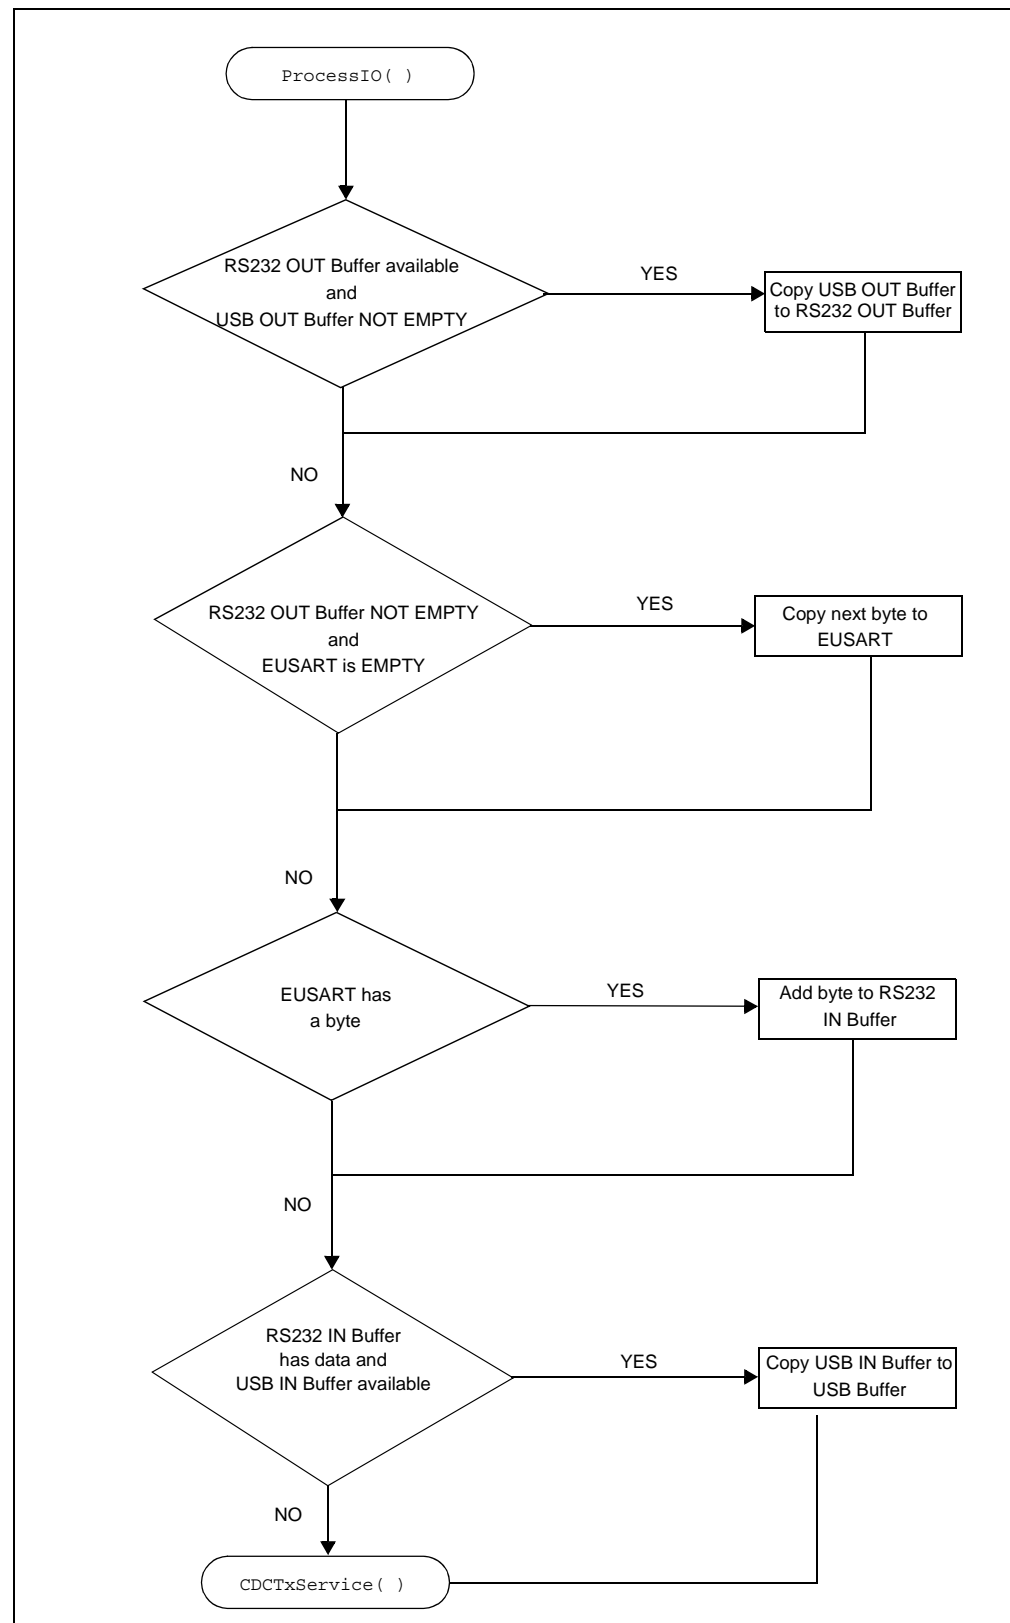 ProcessIO( )
RS232 OUT Buffer available
and
USB OUT Buffer NOT EMPTY
YES
Copy USB OUT Buffer
to RS232 OUT Buffer
NO
RS232 OUT Buffer NOT EMPTY
and
EUSART is EMPTY
YES
Copy next byte to
EUSART
NO
EUSART has
a byte
YES
Add byte to RS232
IN Buffer
NO
RS232 IN Buffer
has data and
USB IN Buffer available
YES
Copy USB IN Buffer to
USB Buffer
NO
CDCTxService( )